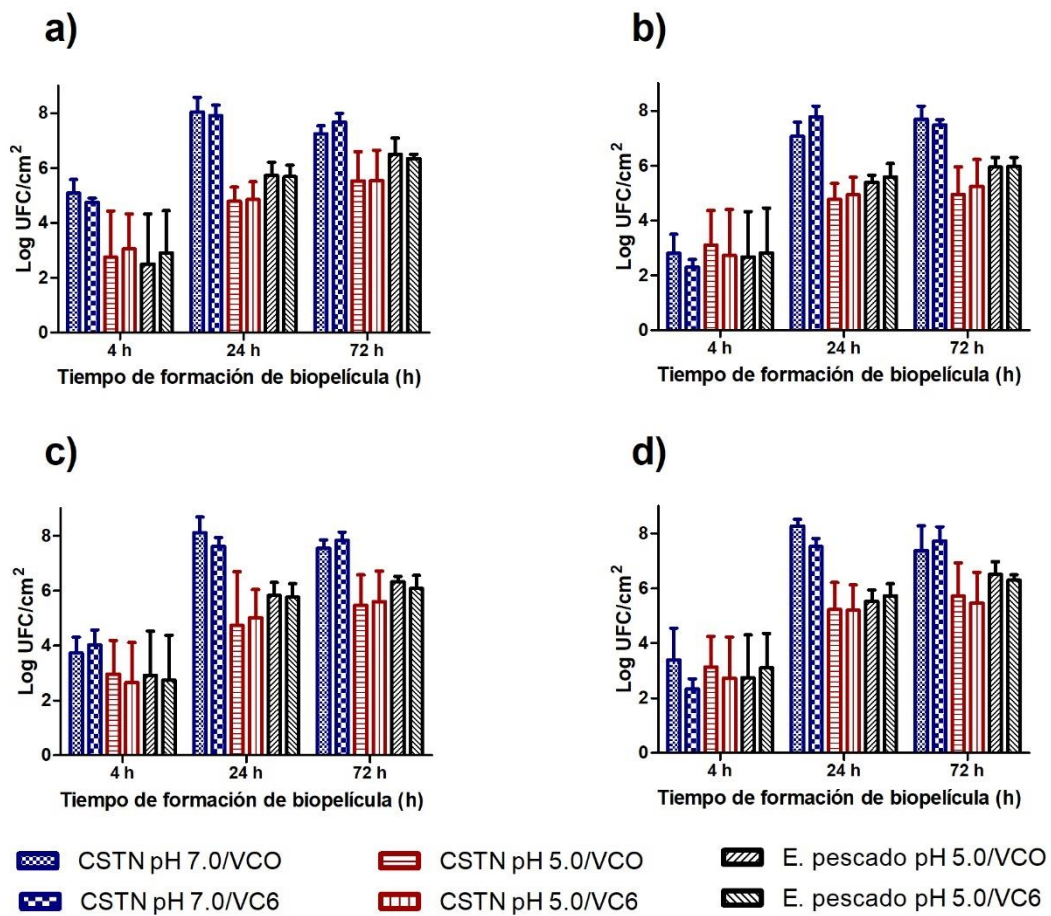 a)
Log UFC/cm²
8
6
4
2
0
4 h 24 h 72 h
Tiempo de formación de biopelícula (h)
b)
Log UFC/cm²
8
6
4
2
0
4 h 24 h 72 h
Tiempo de formación de biopelícula (h)
c)
Log UFC/cm²
8
6
4
2
0
4 h 24 h 72 h
Tiempo de formación de biopelícula (h)
d)
Log UFC/cm²
8
6
4
2
0
4 h 24 h 72 h
Tiempo de formación de biopelícula (h)
CSTN pH 7.0/VCO
CSTN pH 5.0/VCO
E. pescado pH 5.0/VCO
CSTN pH 7.0/VC6
CSTN pH 5.0/VC6
E. pescado pH 5.0/VC6